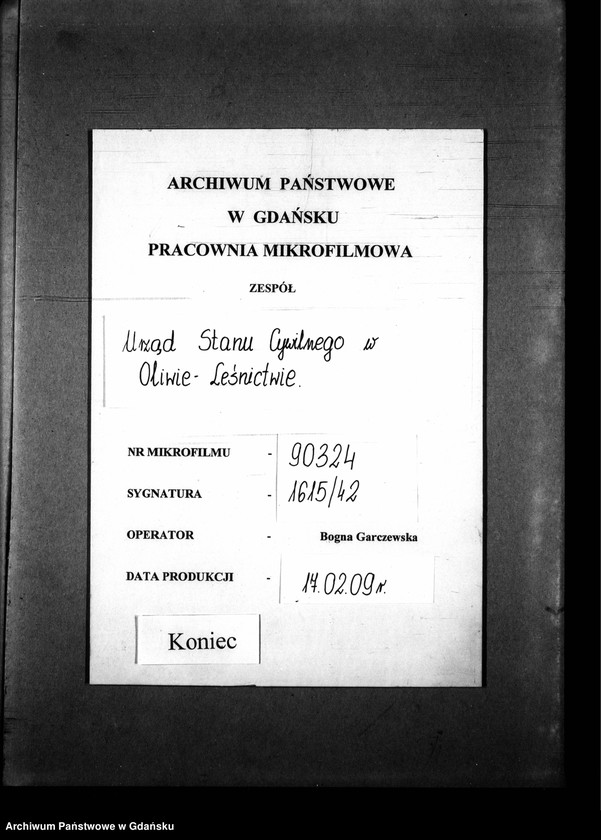 ARCHIWUM PAŃSTWOWE
W GDAŃSKU
PRACOWNIA MIKROFILMOWA
ZESPÓŁ
Urząd Stanu Cywilnego w
Oliwie - Leśnictwie.
NR MIKROFILMU - 90324
SYGNATURA - 1615/42
OPERATOR - Bogna Garczewska
DATA PRODUKCJI - 17.02.09r.
Koniec
Archiwum Państwowe w Gdańsku